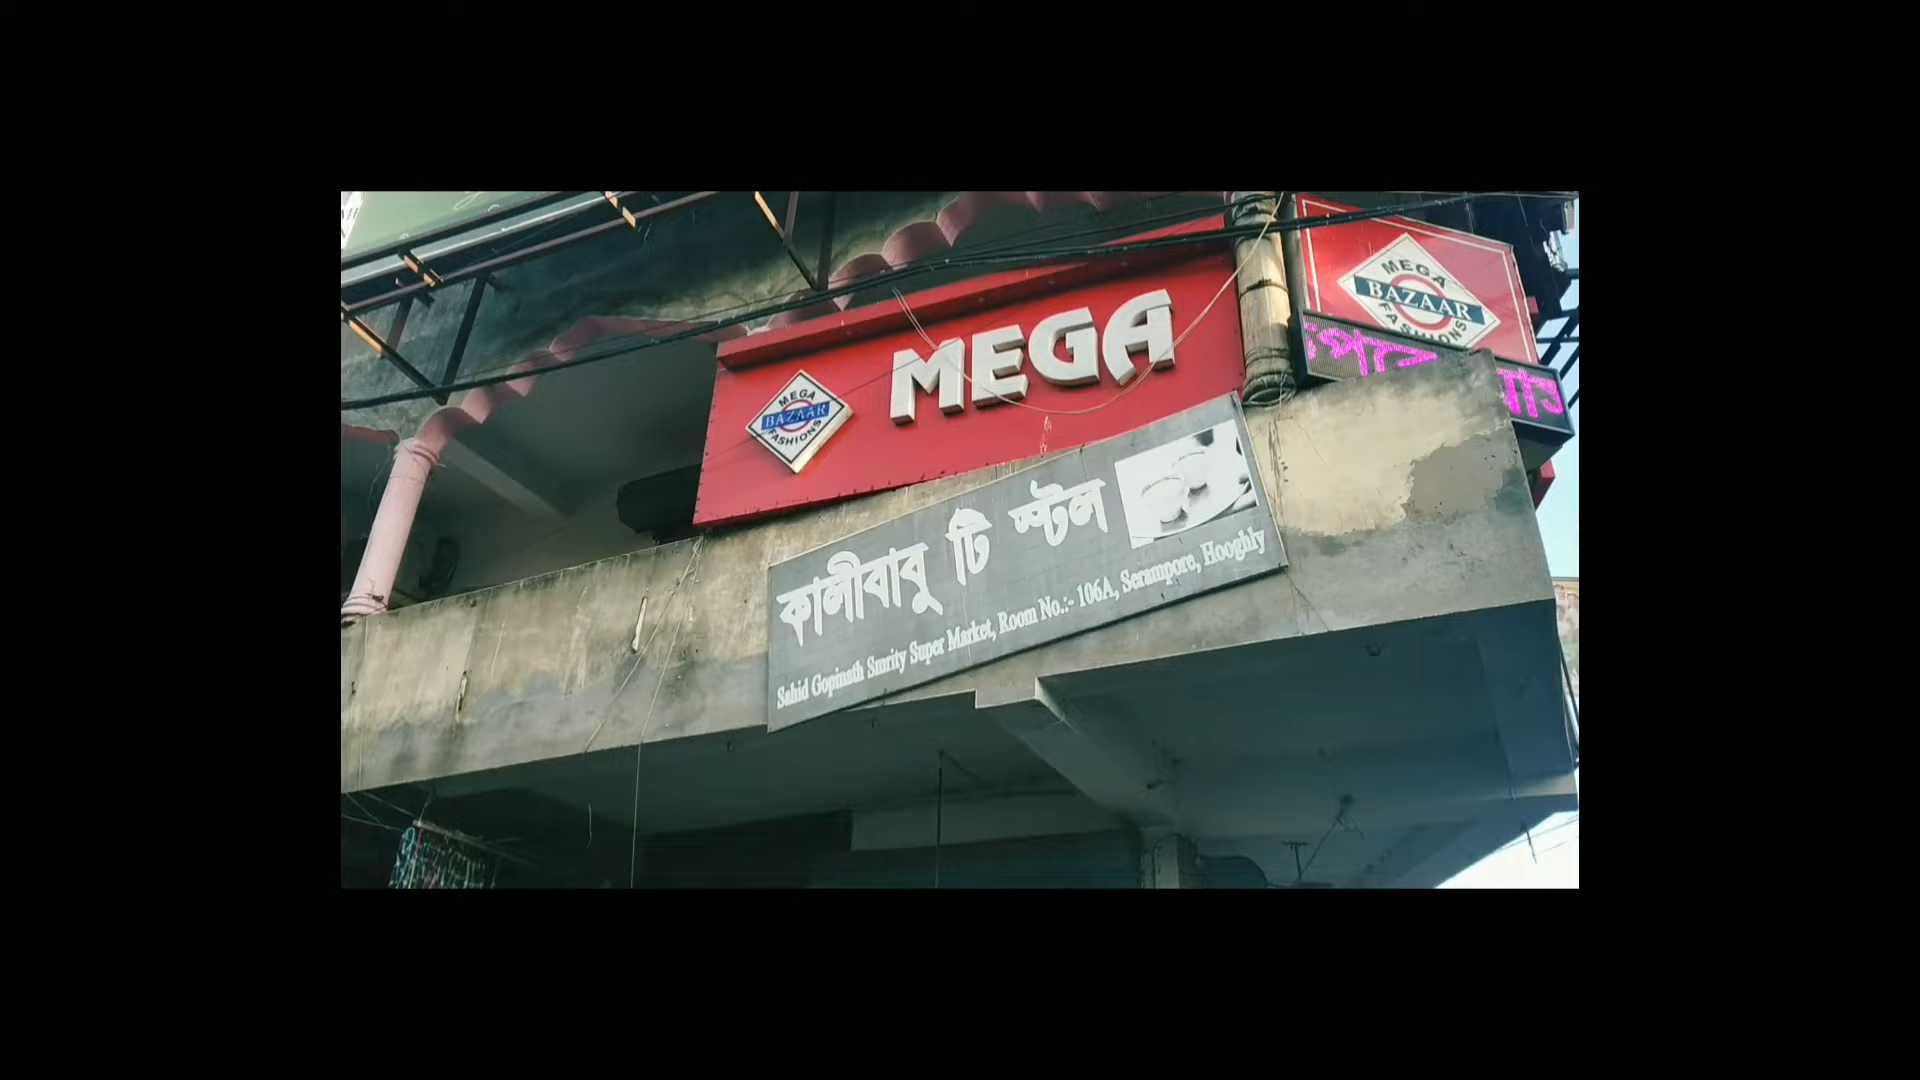 MEGA
MEGA
BAZAAR
FASHIONS
MEGA
BAZAAR
FASHIONS
কালীবাবু টি স্টল
Sahid Gopinath Smrity Super Market, Room No.:- 106A, Serampore, Hooghly